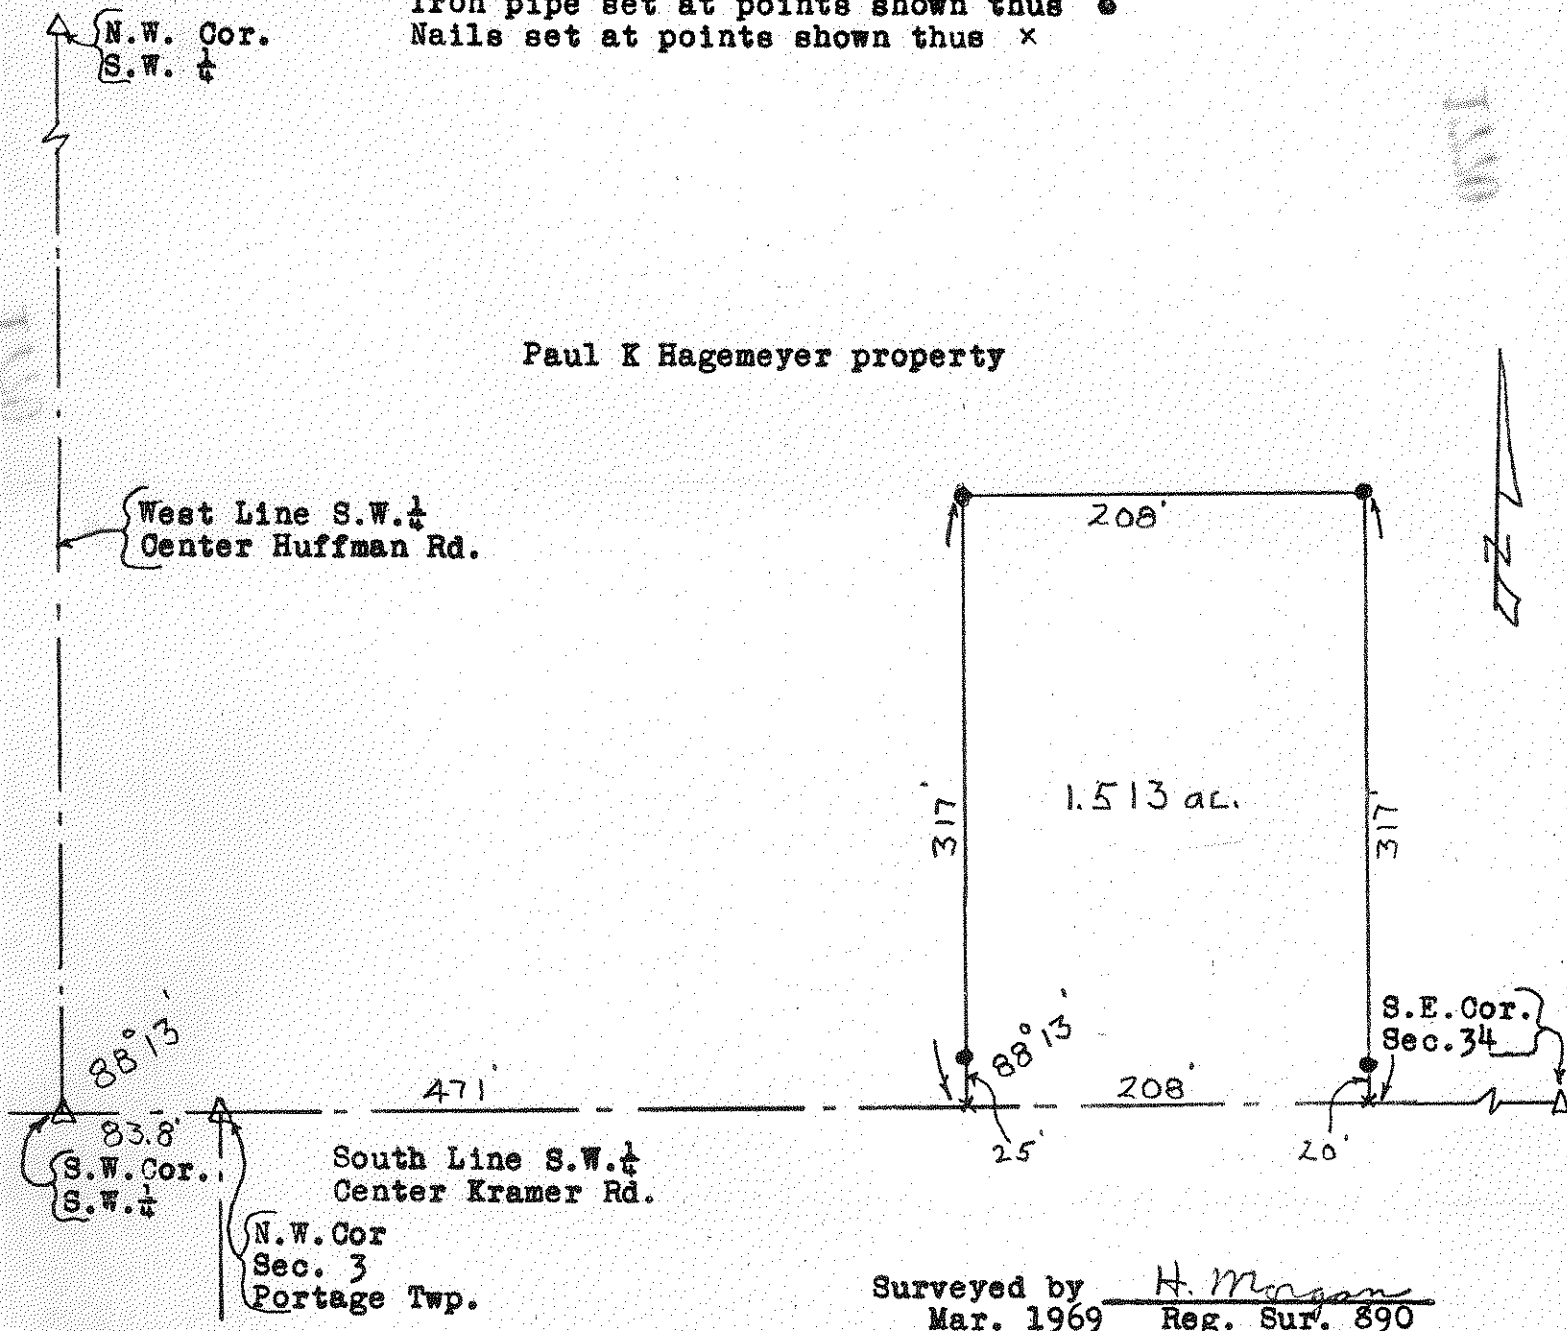 Iron pipe set at points shown thus ●
Nails set at points shown thus ×
N.W. Cor.
S.W. ¼
Paul K Hagemeyer property
West Line S.W.¼
Center Huffman Rd.
208'
N
317'
1.513 ac.
317'
88°13'
88°13'
S.E.Cor.
Sec.34
471'
208'
83.8'
25'
20'
S.W.Cor.
S.W.¼
South Line S.W.¼
Center Kramer Rd.
N.W.Cor
Sec. 3
Portage Twp.
Surveyed by H. Morgan
Mar. 1969 Reg. Sur. 890